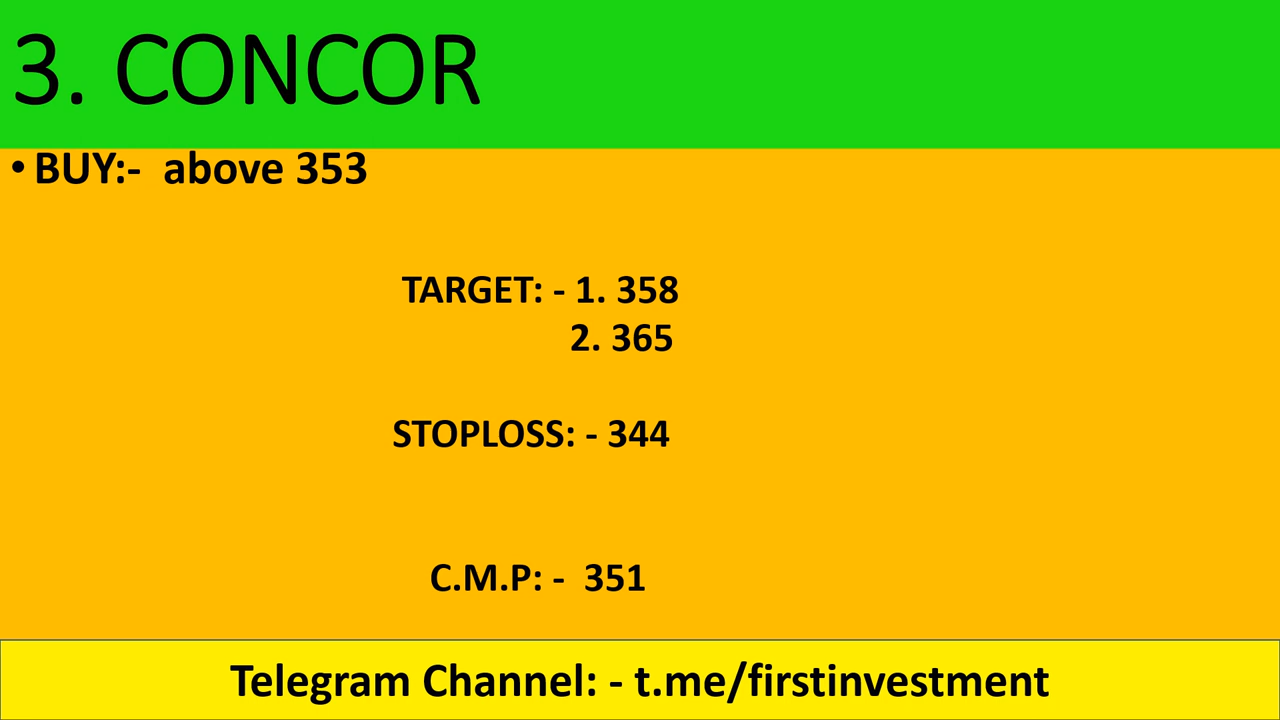 3. CONCOR
• BUY:- above 353
TARGET: - 1. 358
2. 365
STOPLOSS: - 344
C.M.P: - 351
Telegram Channel: - t.me/firstinvestment